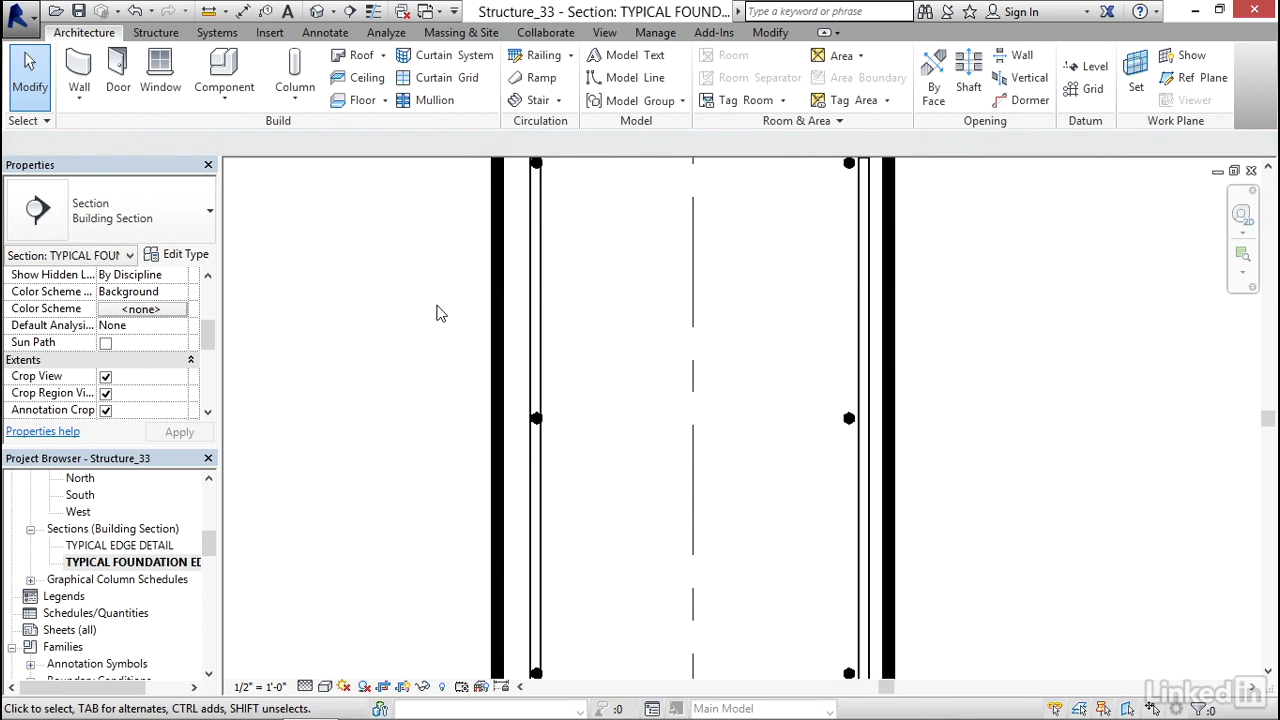 Structure_33 - Section: TYPICAL FOUND...
Type a keyword or phrase
Sign In
Architecture
Structure
Systems
Insert
Annotate
Analyze
Massing & Site
Collaborate
View
Manage
Add-Ins
Modify
Modify
Wall
Door
Window
Component
Column
Roof
Ceiling
Floor
Curtain System
Curtain Grid
Mullion
Railing
Ramp
Stair
Model Text
Model Line
Model Group
Room
Room Separator
Tag Room
Area
Area Boundary
Tag Area
By
Face
Shaft
Wall
Vertical
Dormer
Level
Grid
Set
Show
Ref Plane
Viewer
Select
Build
Circulation
Model
Room & Area
Opening
Datum
Work Plane
Properties
Section
Building Section
Section: TYPICAL FOUN
Edit Type
Show Hidden L... By Discipline
Color Scheme ... Background
Color Scheme <none>
Default Analysi... None
Sun Path
Extents
Crop View
Crop Region Vi...
Annotation Crop
Properties help
Apply
Project Browser - Structure_33
North
South
West
Sections (Building Section)
TYPICAL EDGE DETAIL
TYPICAL FOUNDATION ED
Graphical Column Schedules
Legends
Schedules/Quantities
Sheets (all)
Families
Annotation Symbols
2D
1/2" = 1'-0"
Click to select, TAB for alternates, CTRL adds, SHIFT unselects.
:0
Main Model
:0
Linked in